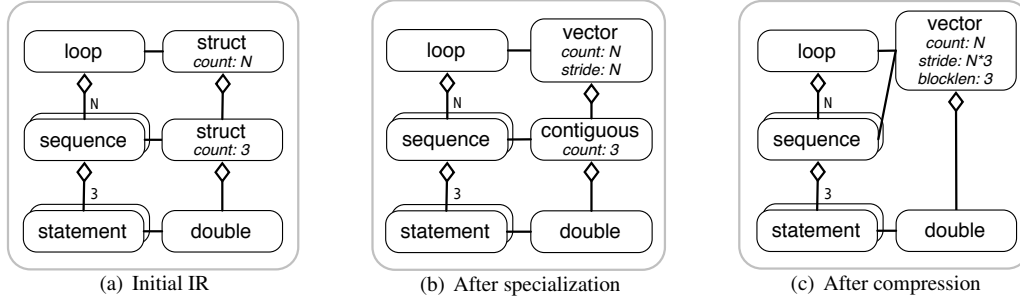 loop
struct
count: N
N
sequence
struct
count: 3
3
statement
double
(a) Initial IR
loop
vector
count: N
stride: N
N
sequence
contiguous
count: 3
3
statement
double
(b) After specialization
loop
vector
count: N
stride: N*3
blocklen: 3
N
sequence
3
statement
double
(c) After compression